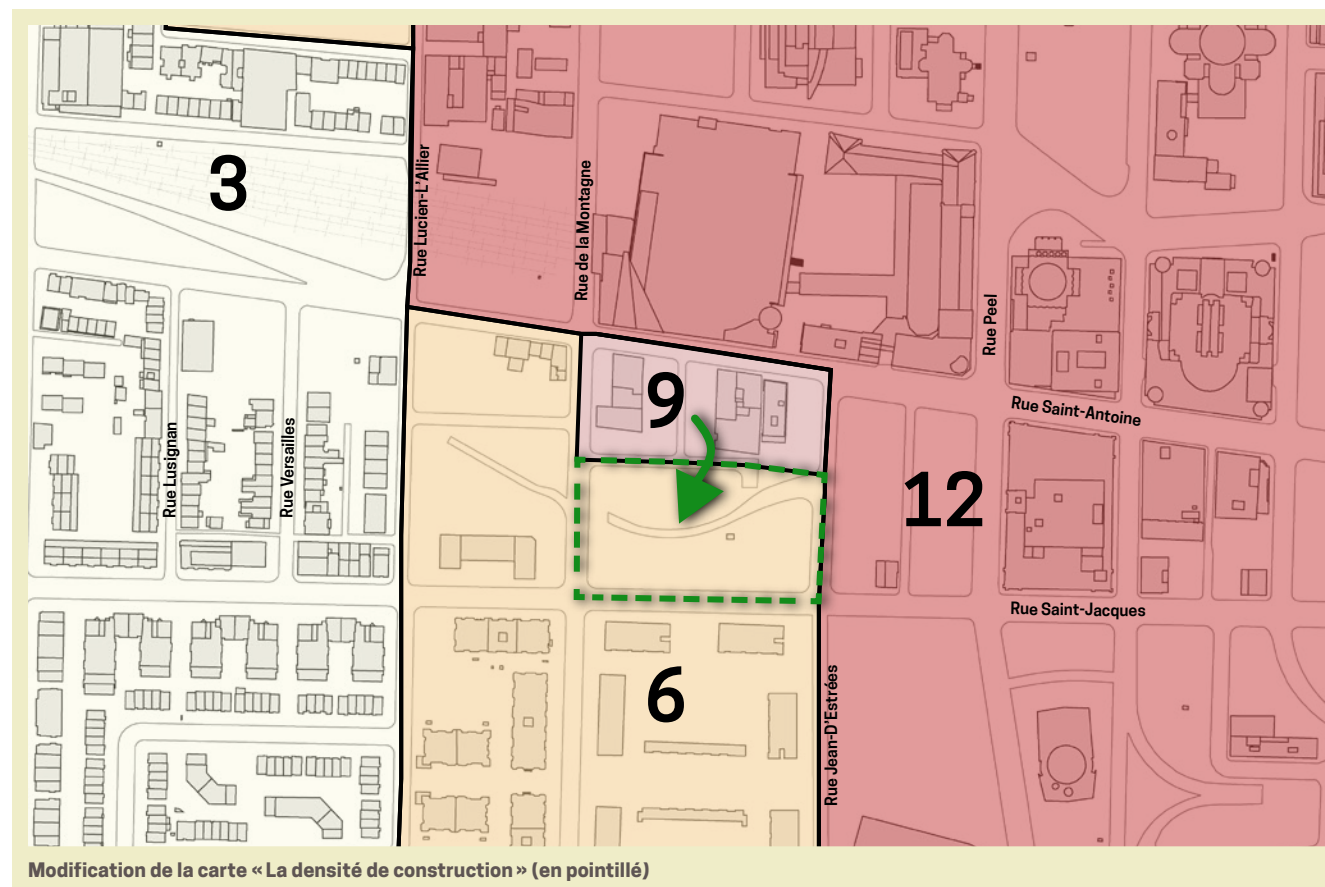 3
Rue Lucien-L'Allier
Rue de la Montagne
Rue Peel
Rue Saint-Antoine
9
Rue Lusignan
Rue Versailles
12
Rue Saint-Jacques
6
Rue Jean-D'Estrées
Modification de la carte « La densité de construction » (en pointillé)